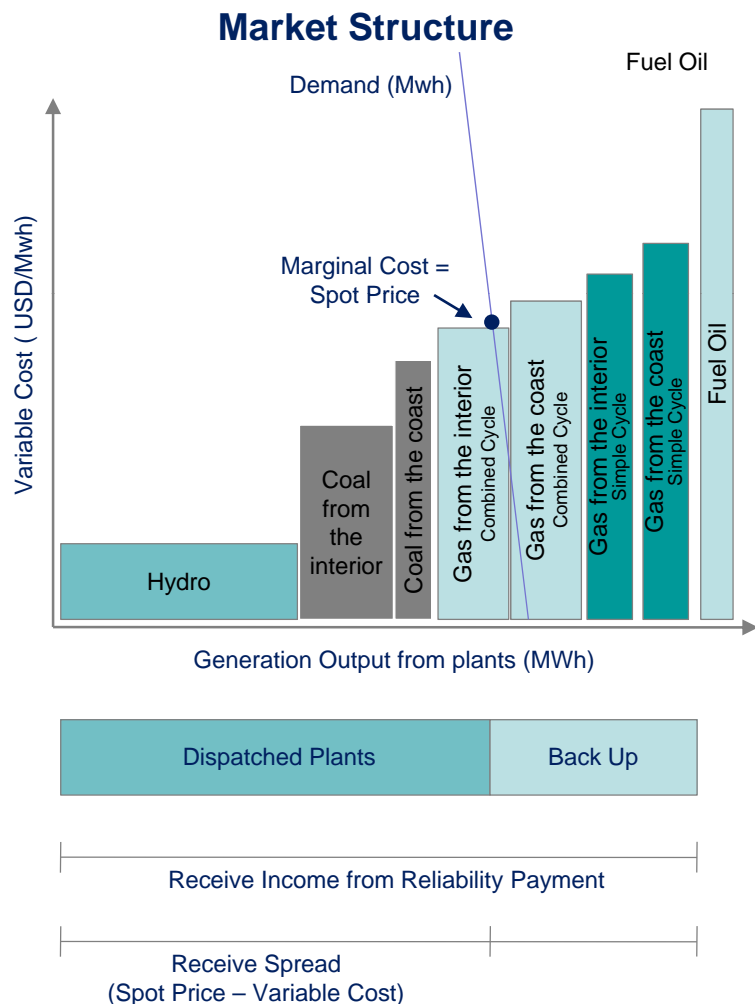 Market Structure
Fuel Oil
Demand (Mwh)
Marginal Cost =
Spot Price
Variable Cost ( USD/Mwh)
Hydro
Coal
from
the
interior
Coal from the coast
Gas from the interior
Combined Cycle
Gas from the coast
Combined Cycle
Gas from the interior
Simple Cycle
Gas from the coast
Simple Cycle
Fuel Oil
Generation Output from plants (MWh)
Dispatched Plants
Back Up
Receive Income from Reliability Payment
Receive Spread
(Spot Price – Variable Cost)